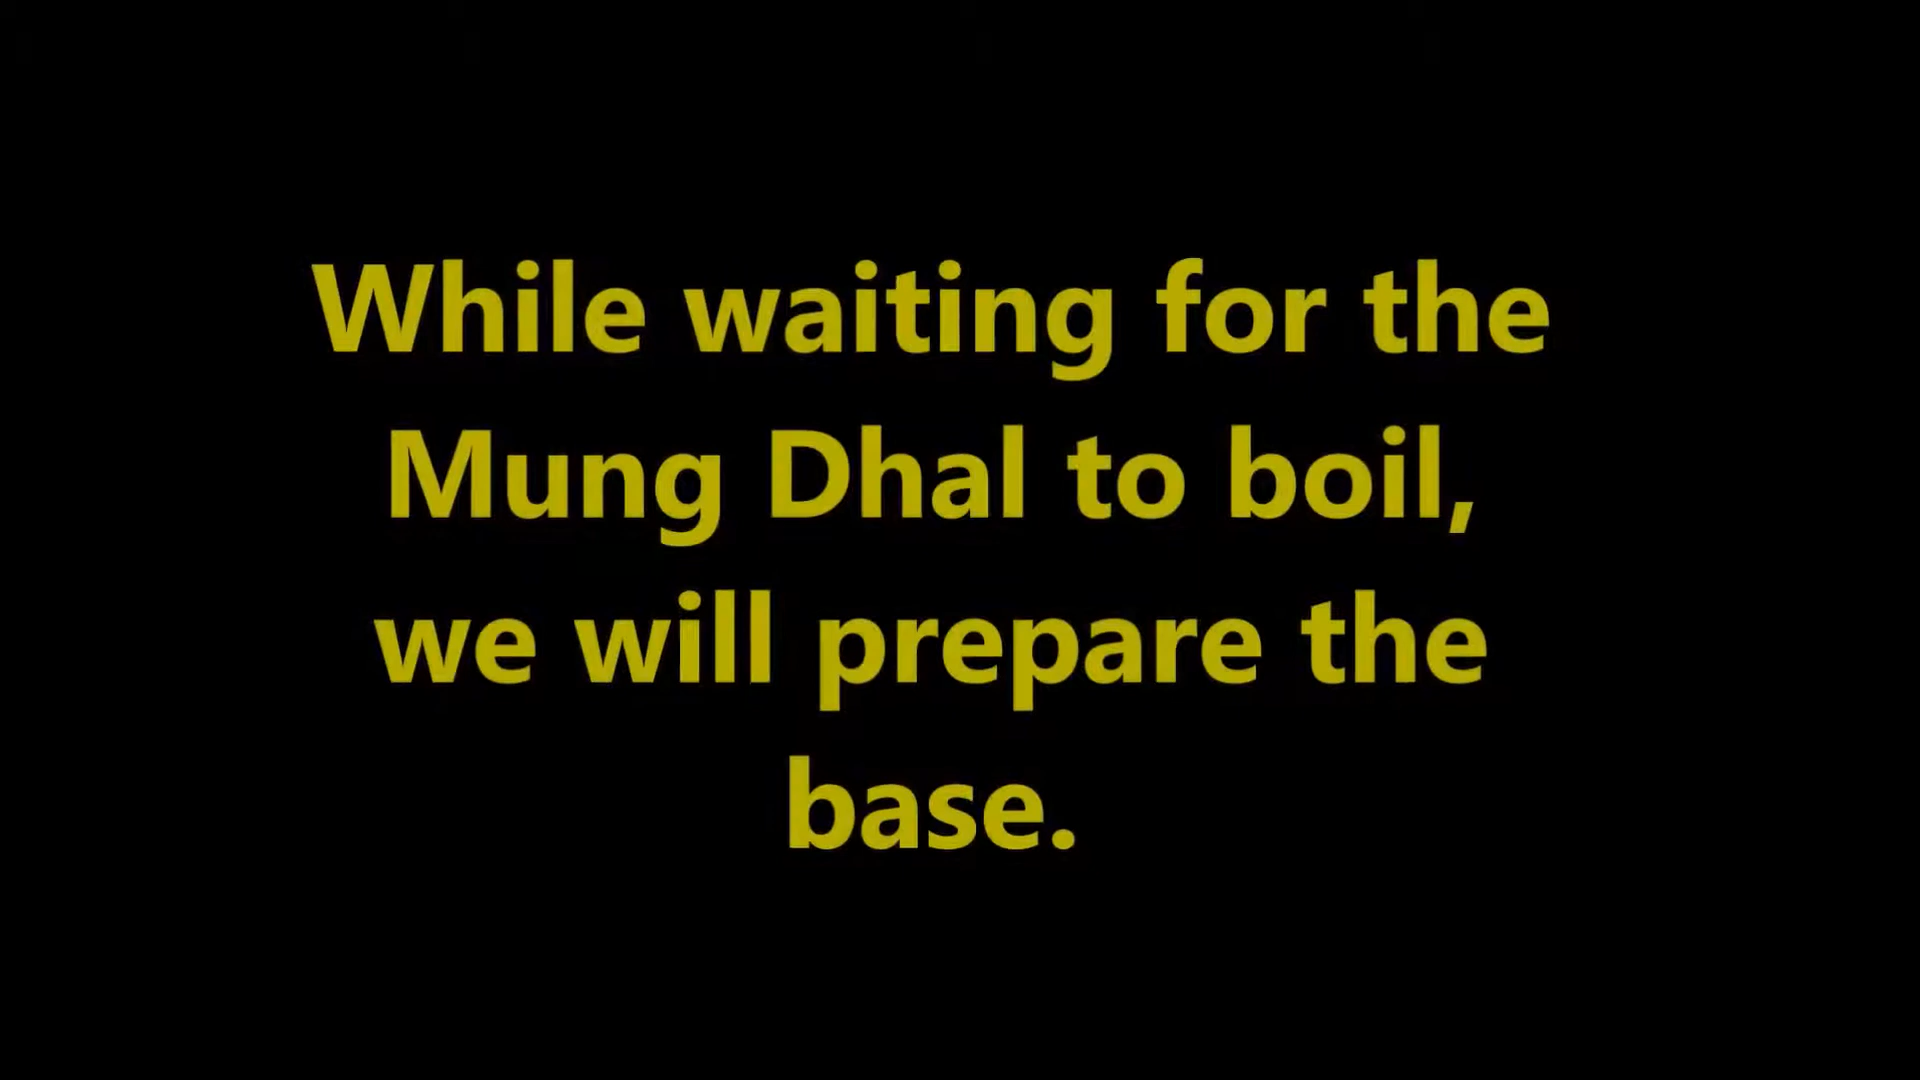 While waiting for the
Mung Dhal to boil,
we will prepare the
base.